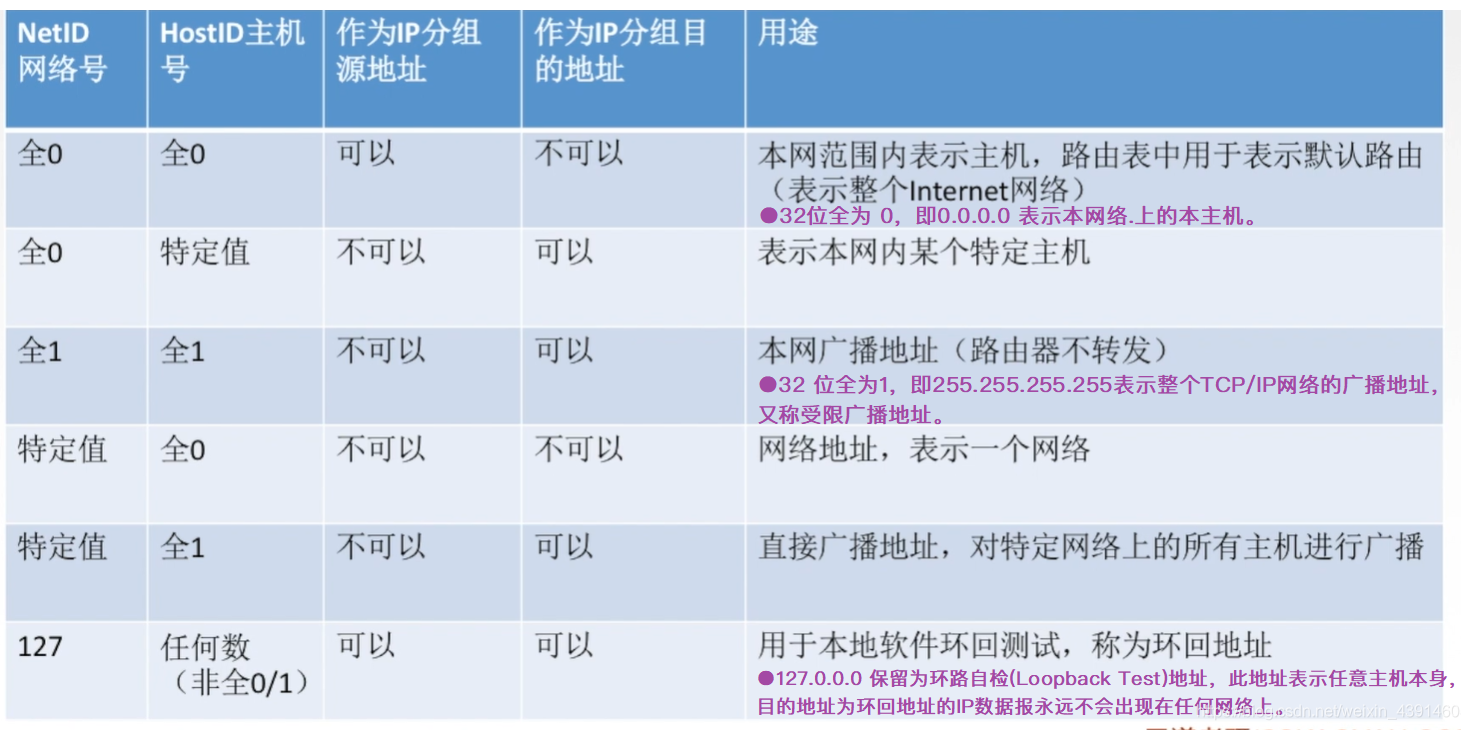 NetID 网络号
HostID主机号
作为IP分组源地址
作为IP分组目的地址
用途
全0
全0
可以
不可以
本网范围内表示主机，路由表中用于表示默认路由
（表示整个Internet网络）
●32位全为 0，即0.0.0.0 表示本网络.上的本主机。
全0
特定值
不可以
可以
表示本网内某个特定主机
全1
全1
不可以
可以
本网广播地址（路由器不转发）
●32 位全为1，即255.255.255.255表示整个TCP/IP网络的广播地址，
又称受限广播地址。
特定值
全0
不可以
不可以
网络地址，表示一个网络
特定值
全1
不可以
可以
直接广播地址，对特定网络上的所有主机进行广播
127
任何数
（非全0/1）
可以
可以
用于本地软件环回测试，称为环回地址
●127.0.0.0 保留为环路自检(Loopback Test)地址，此地址表示任意主机本身，
目的地址为环回地址的IP数据报永远不会出现在任何网络上。